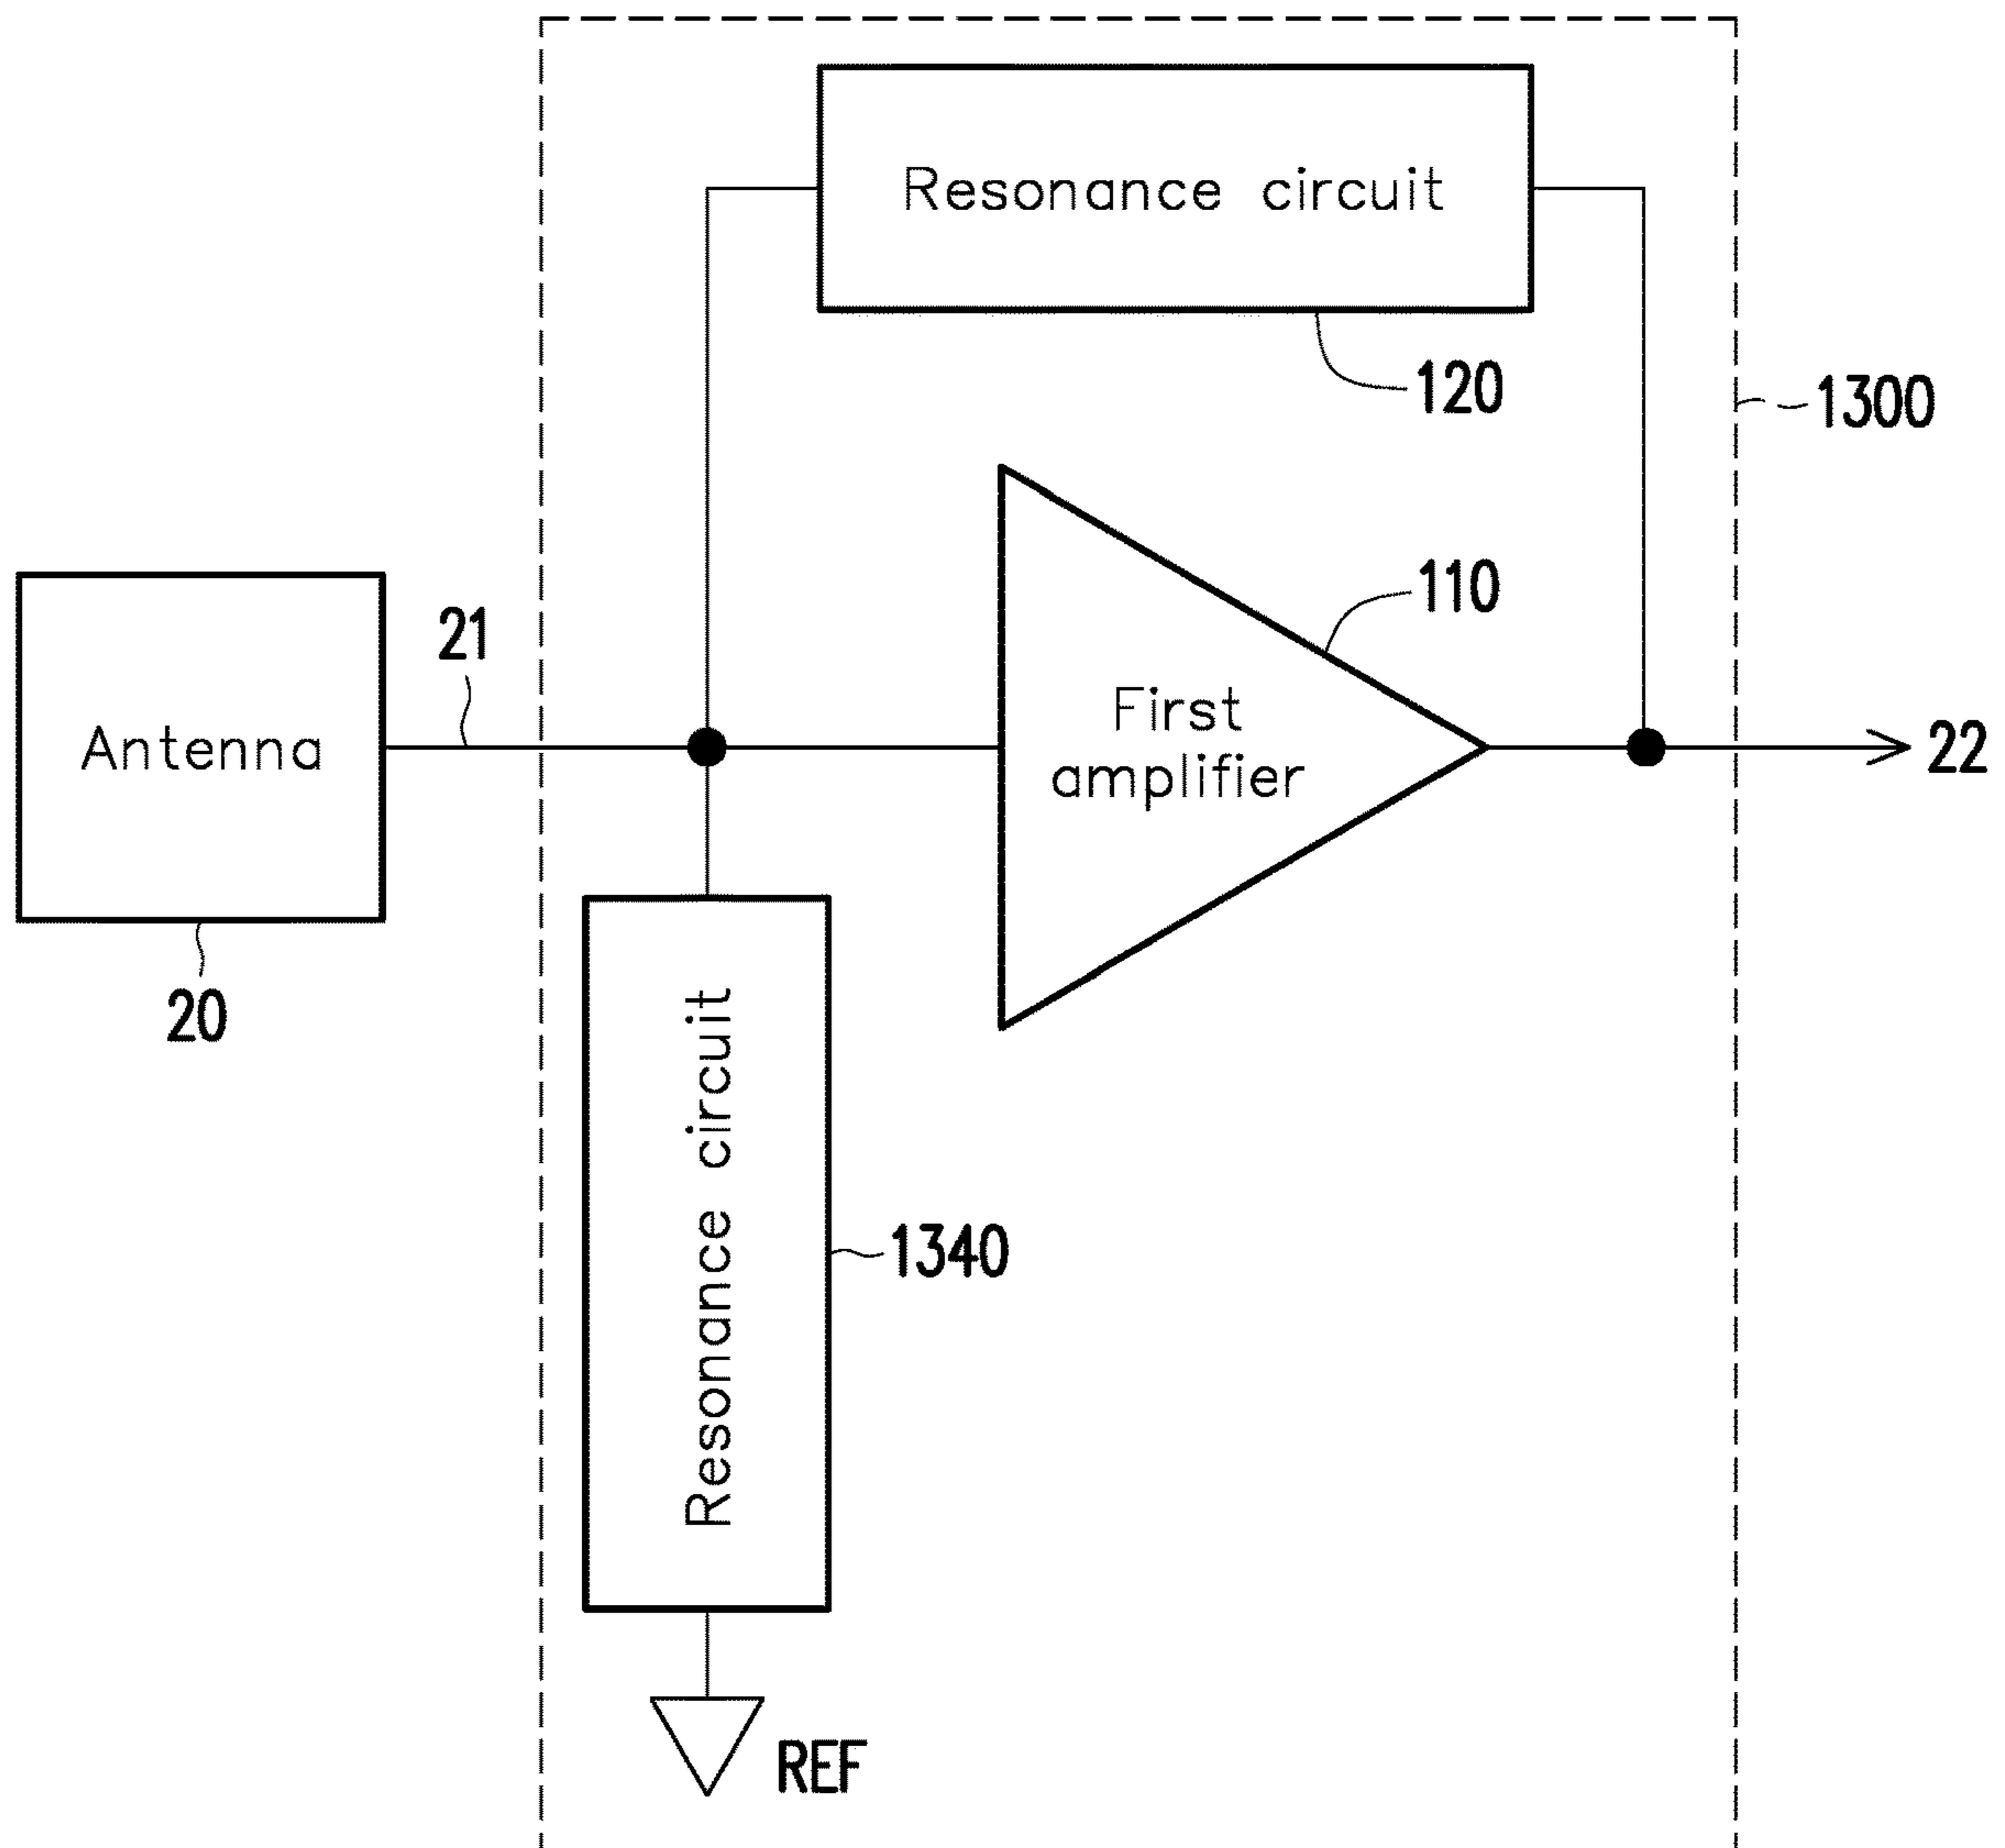 Resonance circuit
120
1300
110
21
First
amplifier
Antenna
22
20
Resonance circuit
1340
REF